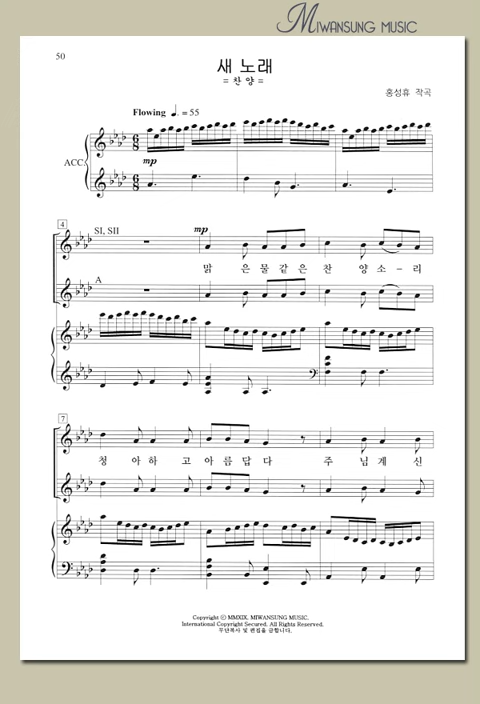 MIWANSUNG MUSIC
50
새 노래
= 찬 양 =
홍성휴 작곡
Flowing ♩. = 55
ACC.
mp
4
SI, SII
mp
맑 은 물 같 은 찬 양 소 - 리
A
7
청 아 하 고 아 름 답 다 주 님 계 신
Copyright ⓒ MMXIX. MIWANSUNG MUSIC.
International Copyright Secured. All Rights Reserved.
무단복사 및 편집을 금합니다.